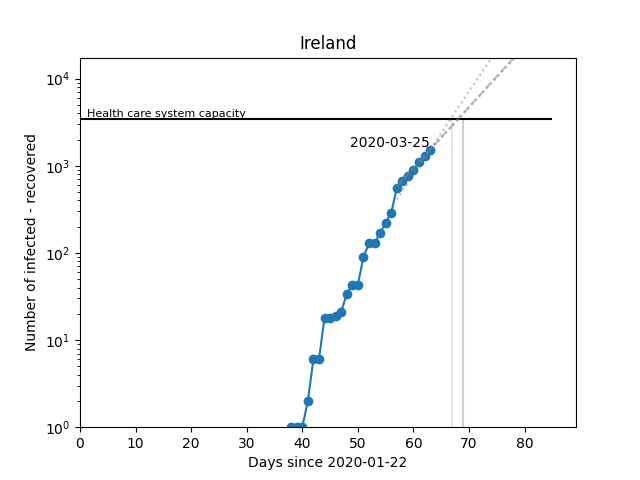 Ireland
Number of infected - recovered
10^4
10^3
10^2
10^1
10^0
Health care system capacity
2020-03-25
0 10 20 30 40 50 60 70 80
Days since 2020-01-22